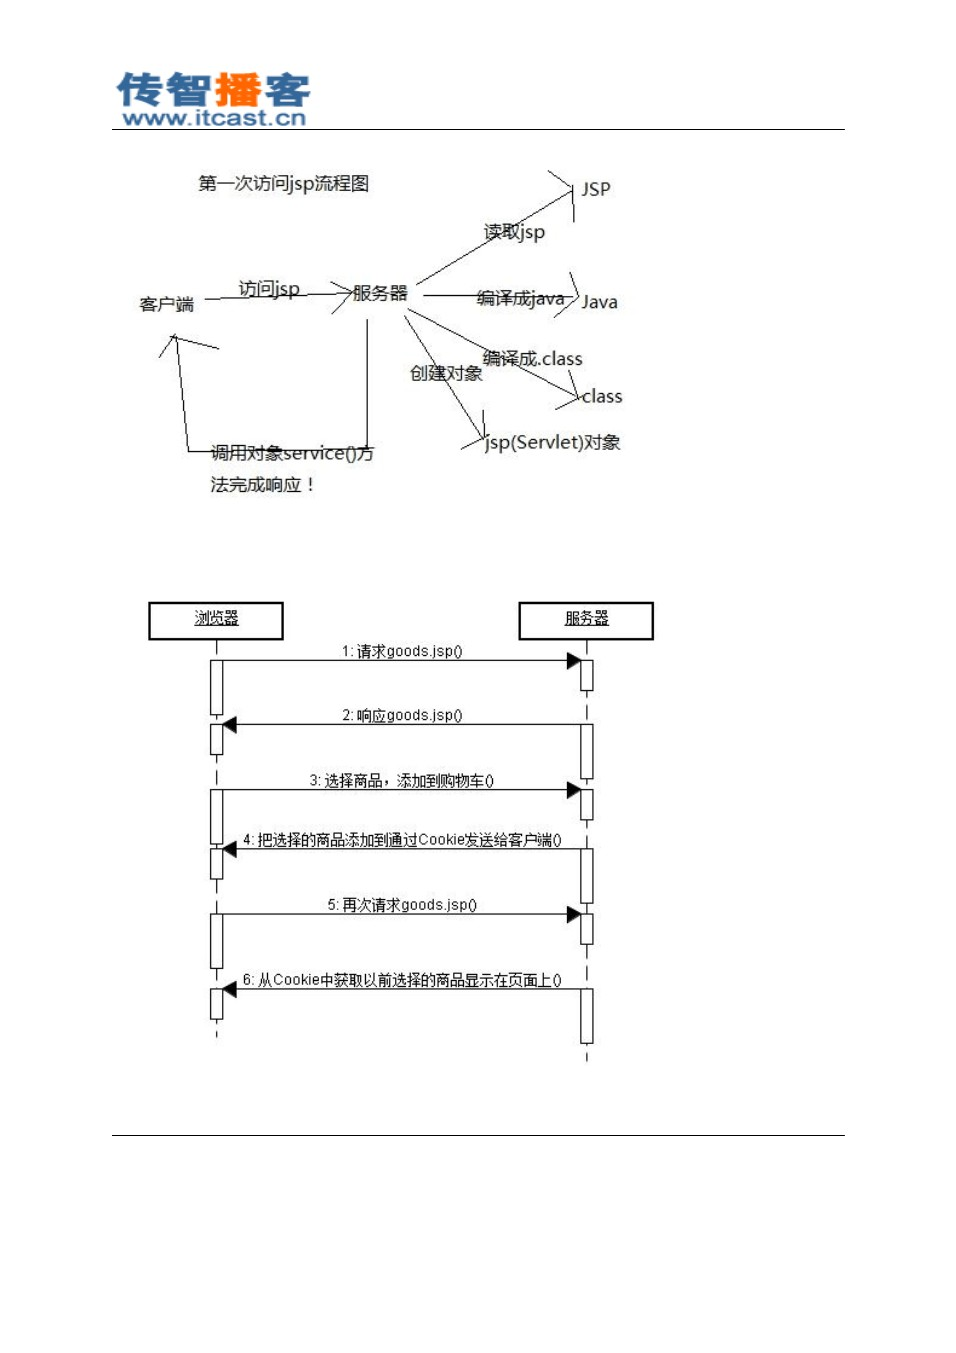 传智播客
www.itcast.cn
第一次访问jsp流程图
JSP
读取jsp
访问jsp
服务器
编译成java
Java
客户端
编译成.class
创建对象
class
jsp(Servlet)对象
调用对象service()方
法完成响应！
浏览器
服务器
1: 请求goods.jsp()
2: 响应goods.jsp()
3: 选择商品，添加到购物车()
4: 把选择的商品添加到通过Cookie发送给客户端()
5: 再次请求goods.jsp()
6: 从Cookie中获取以前选择的商品显示在页面上()